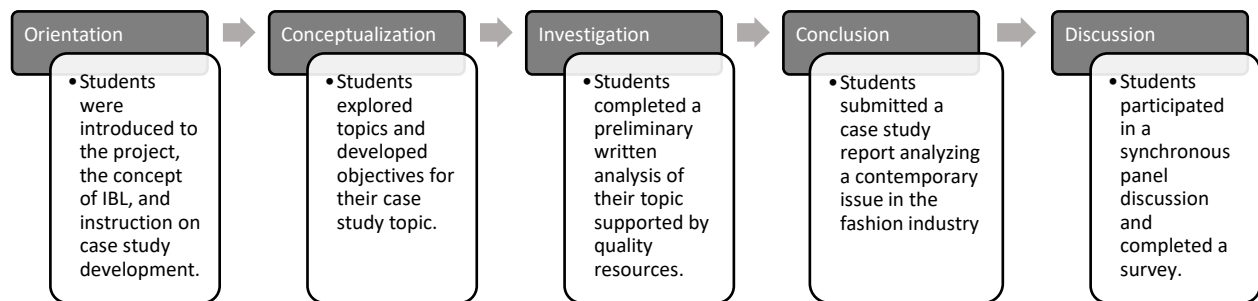 Orientation
• Students
were
introduced to
the project,
the concept
of IBL, and
instruction on
case study
development.
Conceptualization
• Students
explored
topics and
developed
objectives for
their case
study topic.
Investigation
• Students
completed a
preliminary
written
analysis of
their topic
supported by
quality
resources.
Conclusion
• Students
submitted a
case study
report analyzing
a contemporary
issue in the
fashion industry
Discussion
• Students
participated
in a
synchronous
panel
discussion
and
completed a
survey.